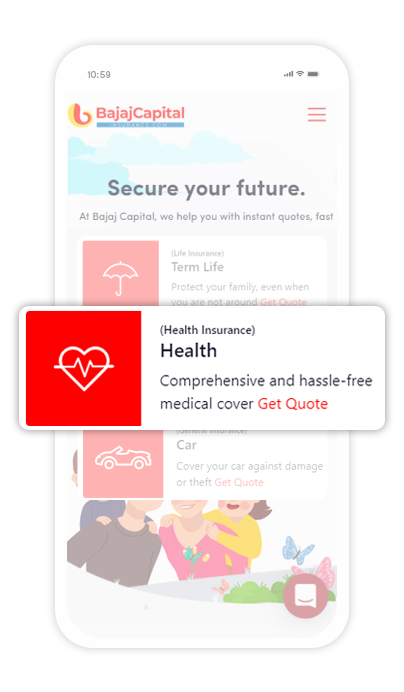 10:59
BajajCapital
INSURANCE.COM
Secure your future.
At Bajaj Capital, we help you with instant quotes, fast
(Life Insurance)
Term Life
Protect your family, even when
you are not around Get Quote
(Health Insurance)
Health
Comprehensive and hassle-free
medical cover Get Quote
(General Insurance)
Car
Cover your car against damage
or theft Get Quote